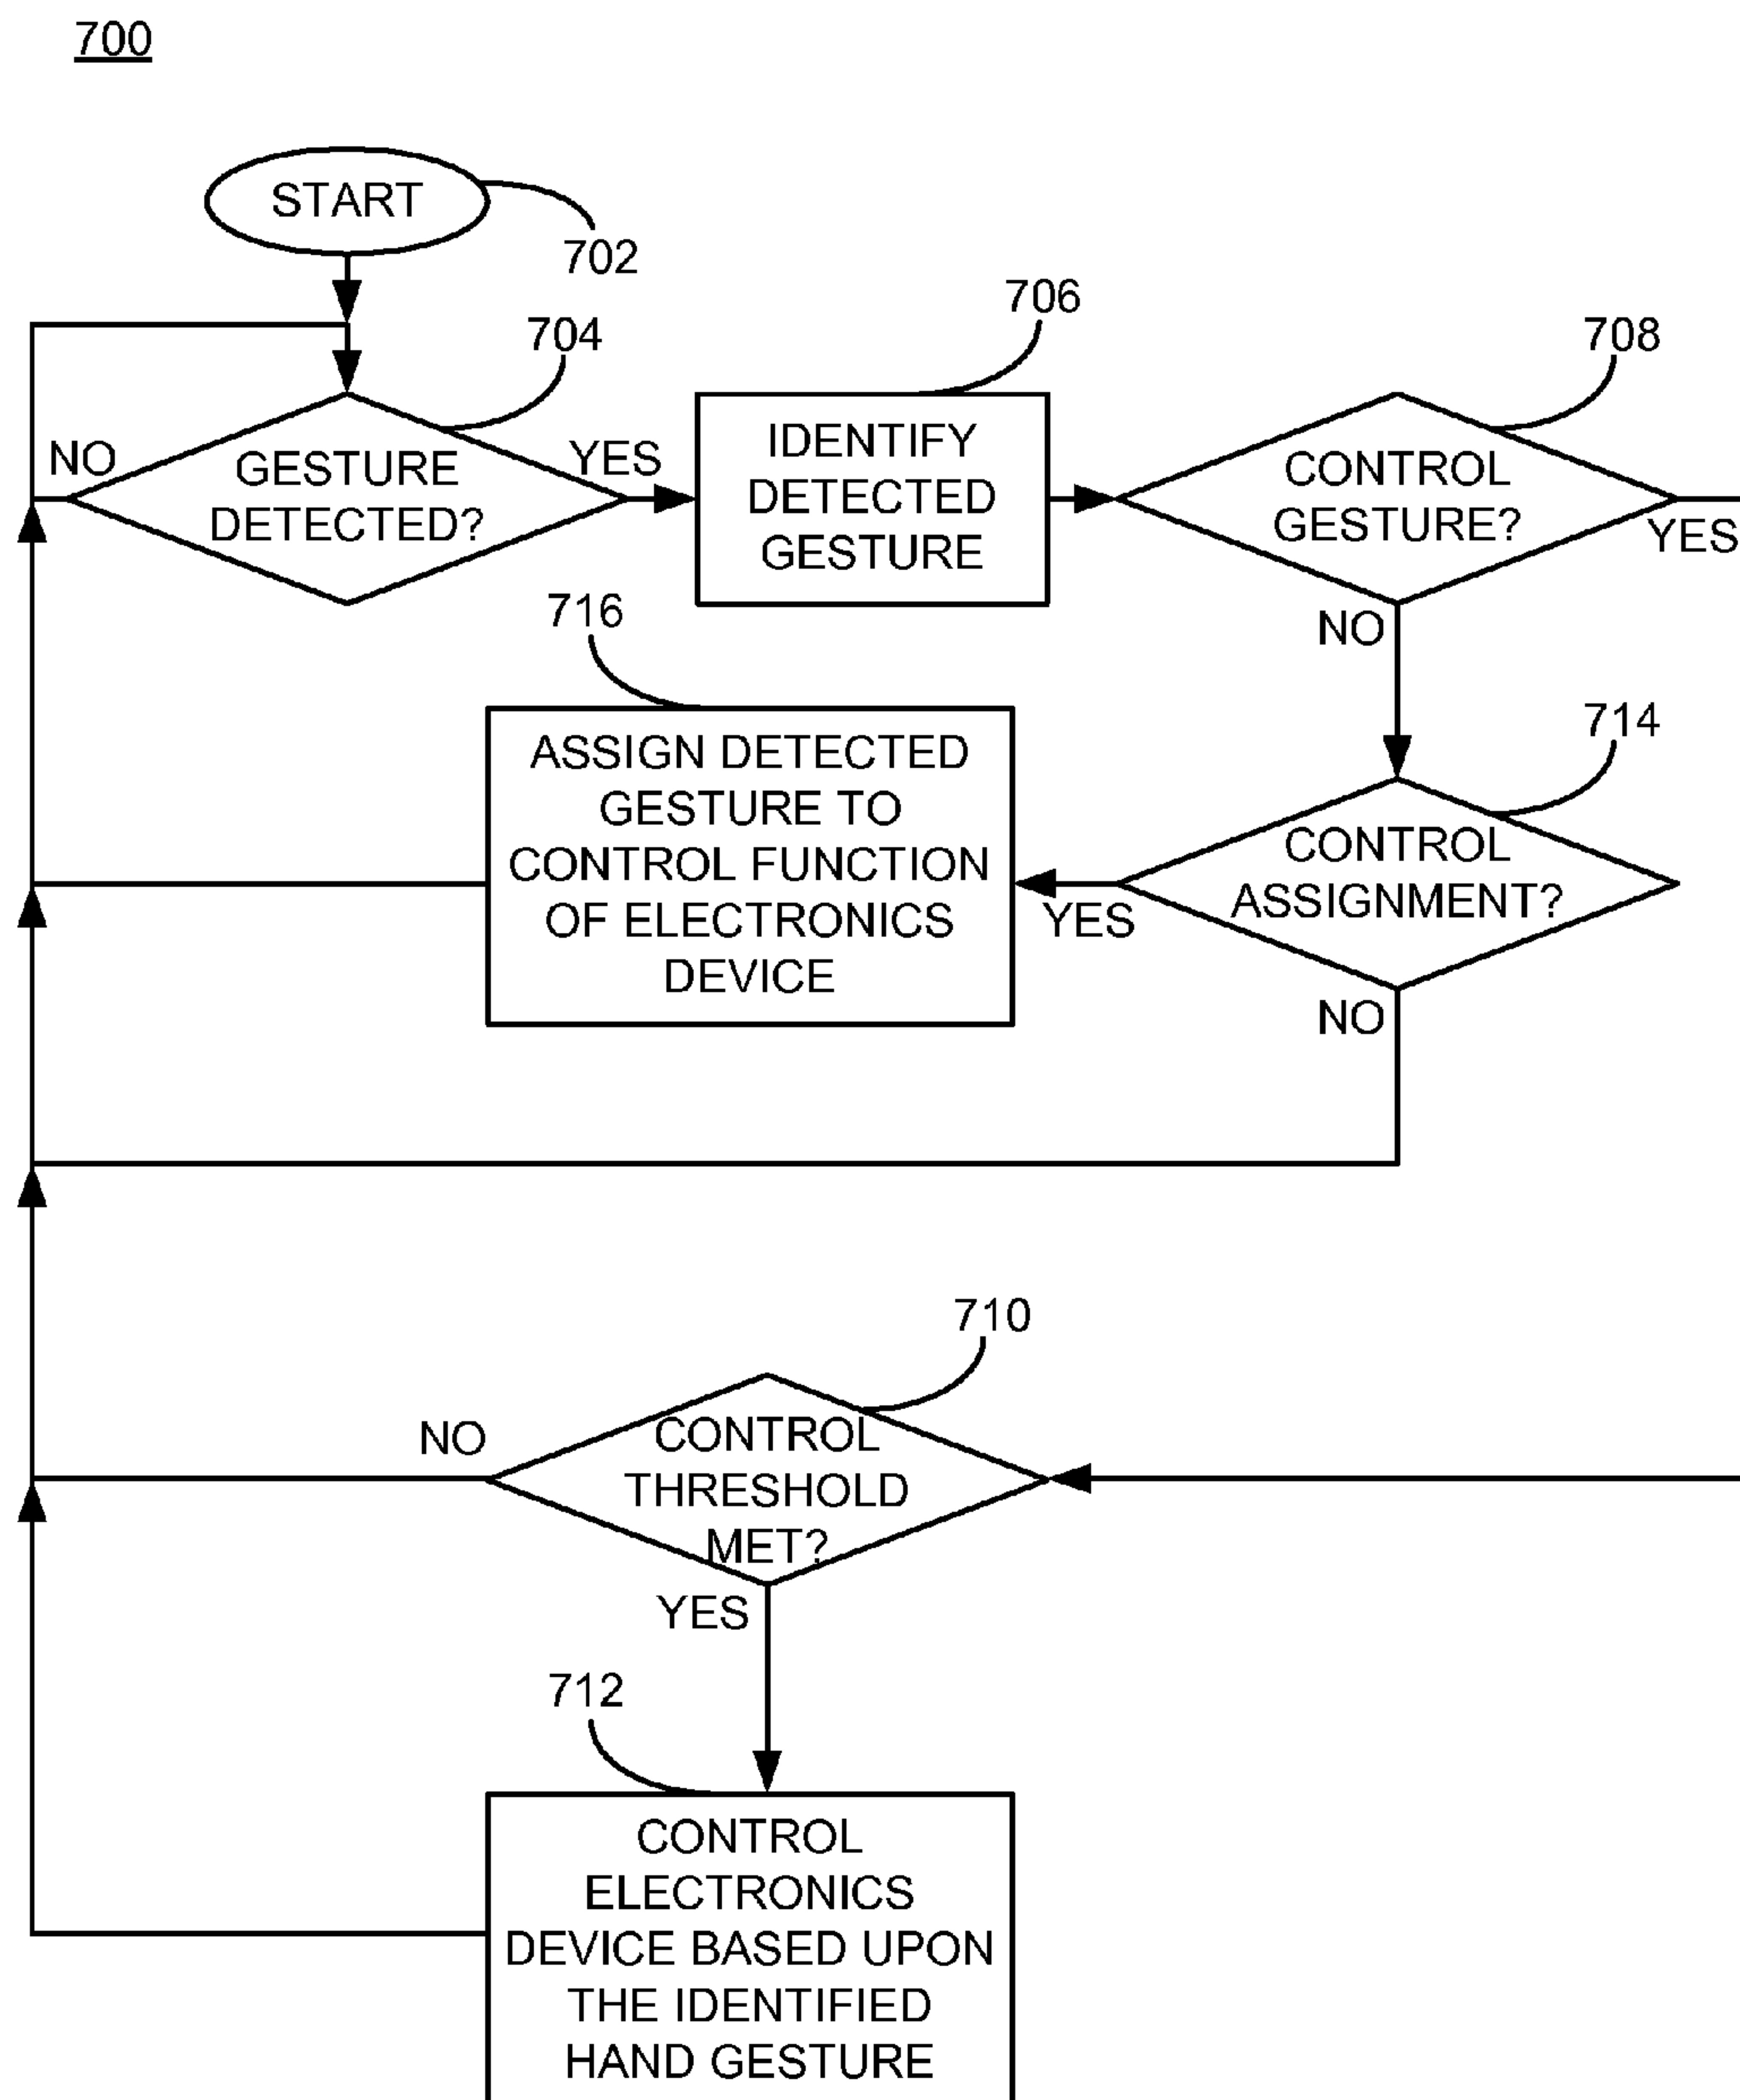 700
START
702
704
706
708
NO
GESTURE
DETECTED?
YES
IDENTIFY
DETECTED
GESTURE
CONTROL
GESTURE?
YES
NO
716
714
ASSIGN DETECTED
GESTURE TO
CONTROL FUNCTION
OF ELECTRONICS
DEVICE
YES
CONTROL
ASSIGNMENT?
NO
710
NO
CONTROL
THRESHOLD
MET?
YES
712
CONTROL
ELECTRONICS
DEVICE BASED UPON
THE IDENTIFIED
HAND GESTURE